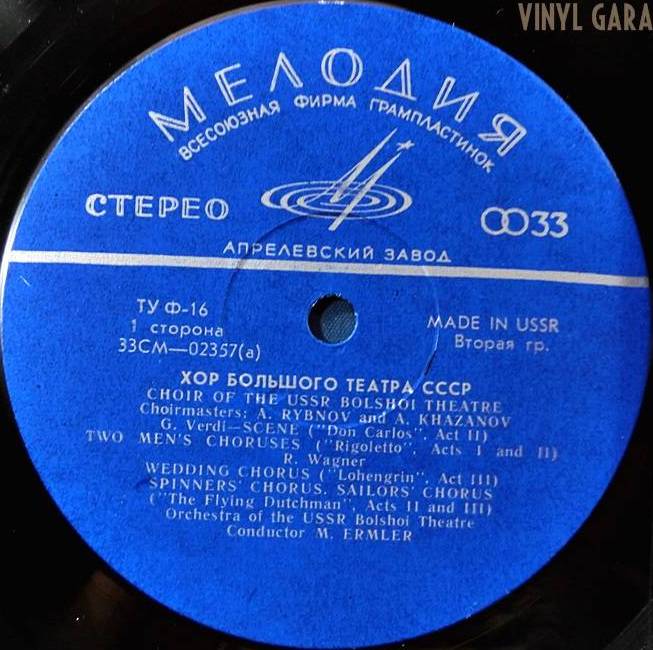 VINYL GARA
МЕЛОДИЯ
ВСЕСОЮЗНАЯ ФИРМА ГРАМПЛАСТИНОК
СТЕРЕО
33
АПРЕЛЕВСКИЙ ЗАВОД
ТУ Ф-16
1 сторона
33СМ—02357(а)
MADE IN USSR
Вторая гр.
ХОР БОЛЬШОГО ТЕАТРА СССР
CHOIR OF THE USSR BOLSHOI THEATRE
Choirmasters: A. RYBNOV and A. KHAZANOV
G. Verdi—SCENE ("Don Carlos", Act II)
TWO MEN'S CHORUSES ("Rigoletto", Acts I and II)
R. Wagner
WEDDING CHORUS ("Lohengrin", Act III)
SPINNERS' CHORUS. SAILORS' CHORUS
("The Flying Dutchman", Acts II and III)
Orchestra of the USSR Bolshoi Theatre
Conductor M. ERMLER